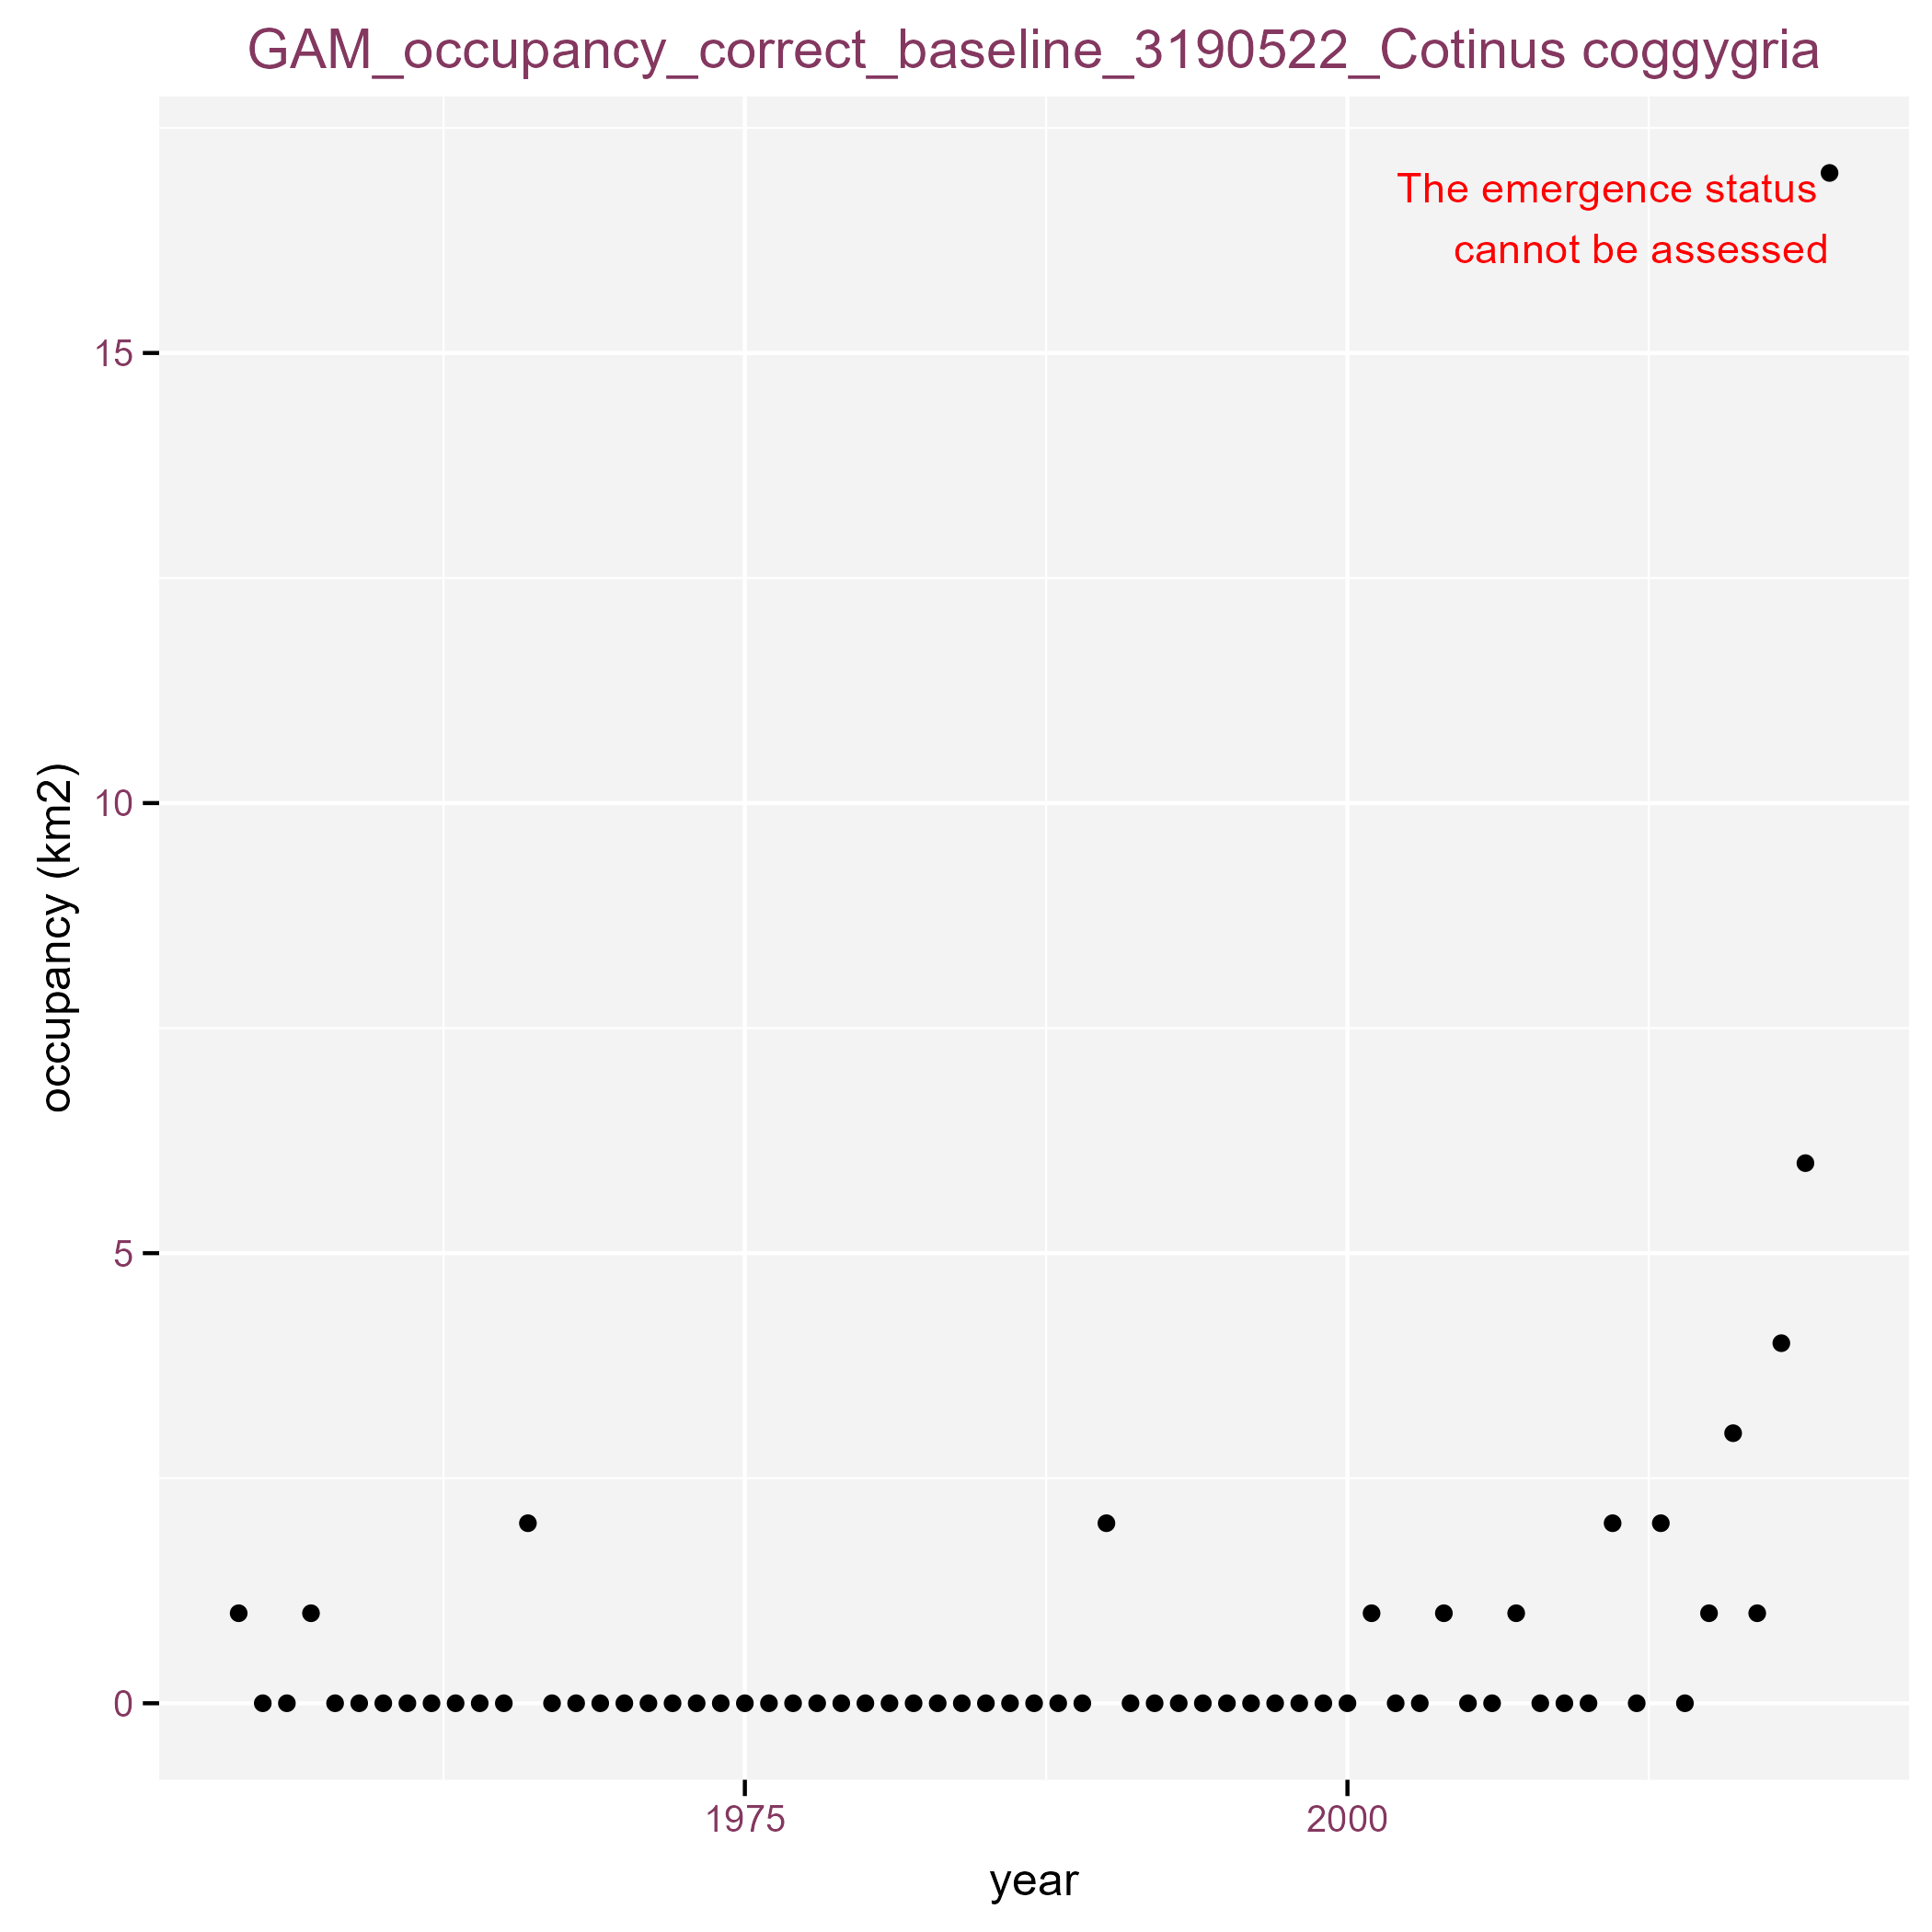 GAM_occupancy_correct_baseline_3190522_Cotinus coggygria
The emergence status
cannot be assessed
15
10
5
0
occupancy (km2)
1975
2000
year